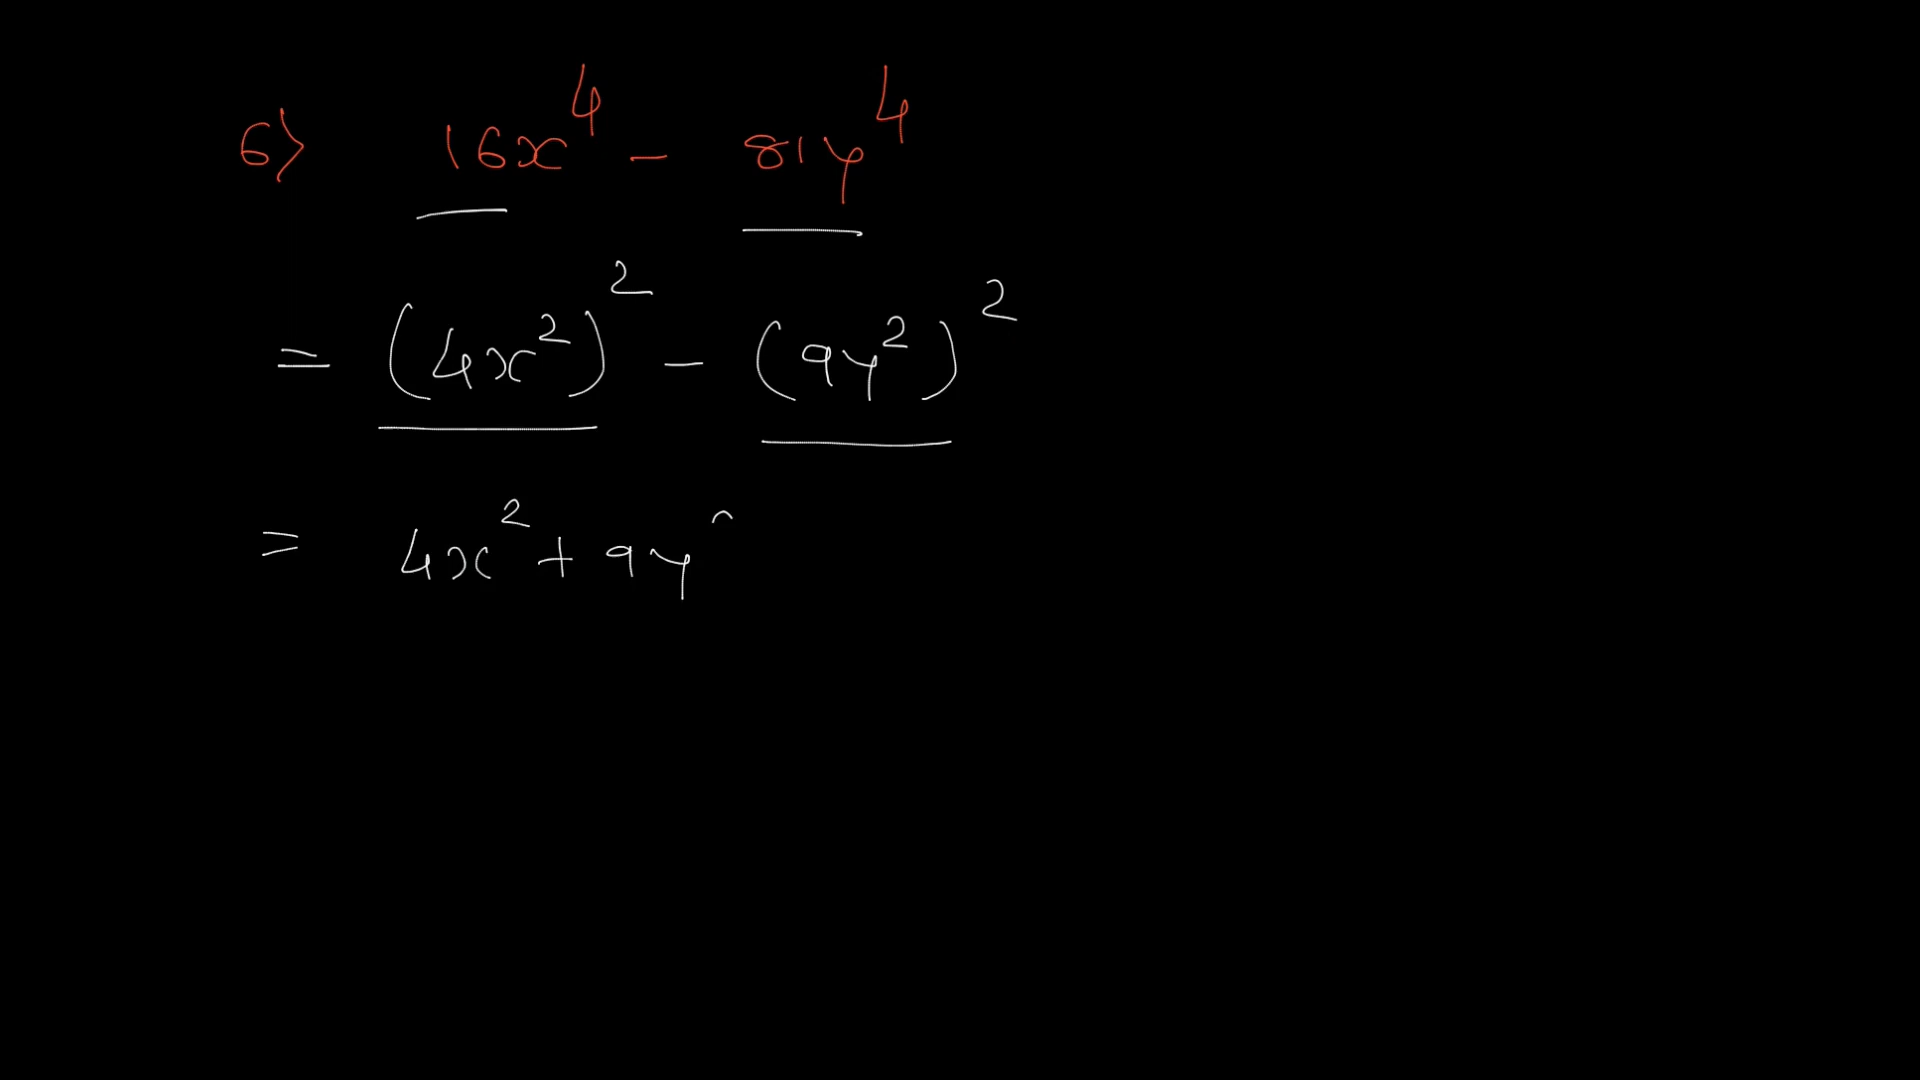 6) 16x⁴ - 81y⁴
= (4x²)² - (9y²)²
= 4x² + 9y